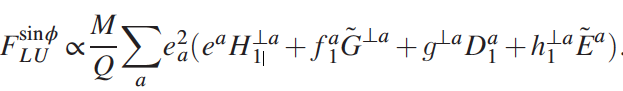 $F_{LU}^{\sin\phi} \propto \frac{M}{Q} \sum_a e_a^2 (e^a H_{1|}^{\perp a} + f_1^a \tilde{G}^{\perp a} + g^{\perp a} D_1^a + h_1^{\perp a} \tilde{E}^a).$